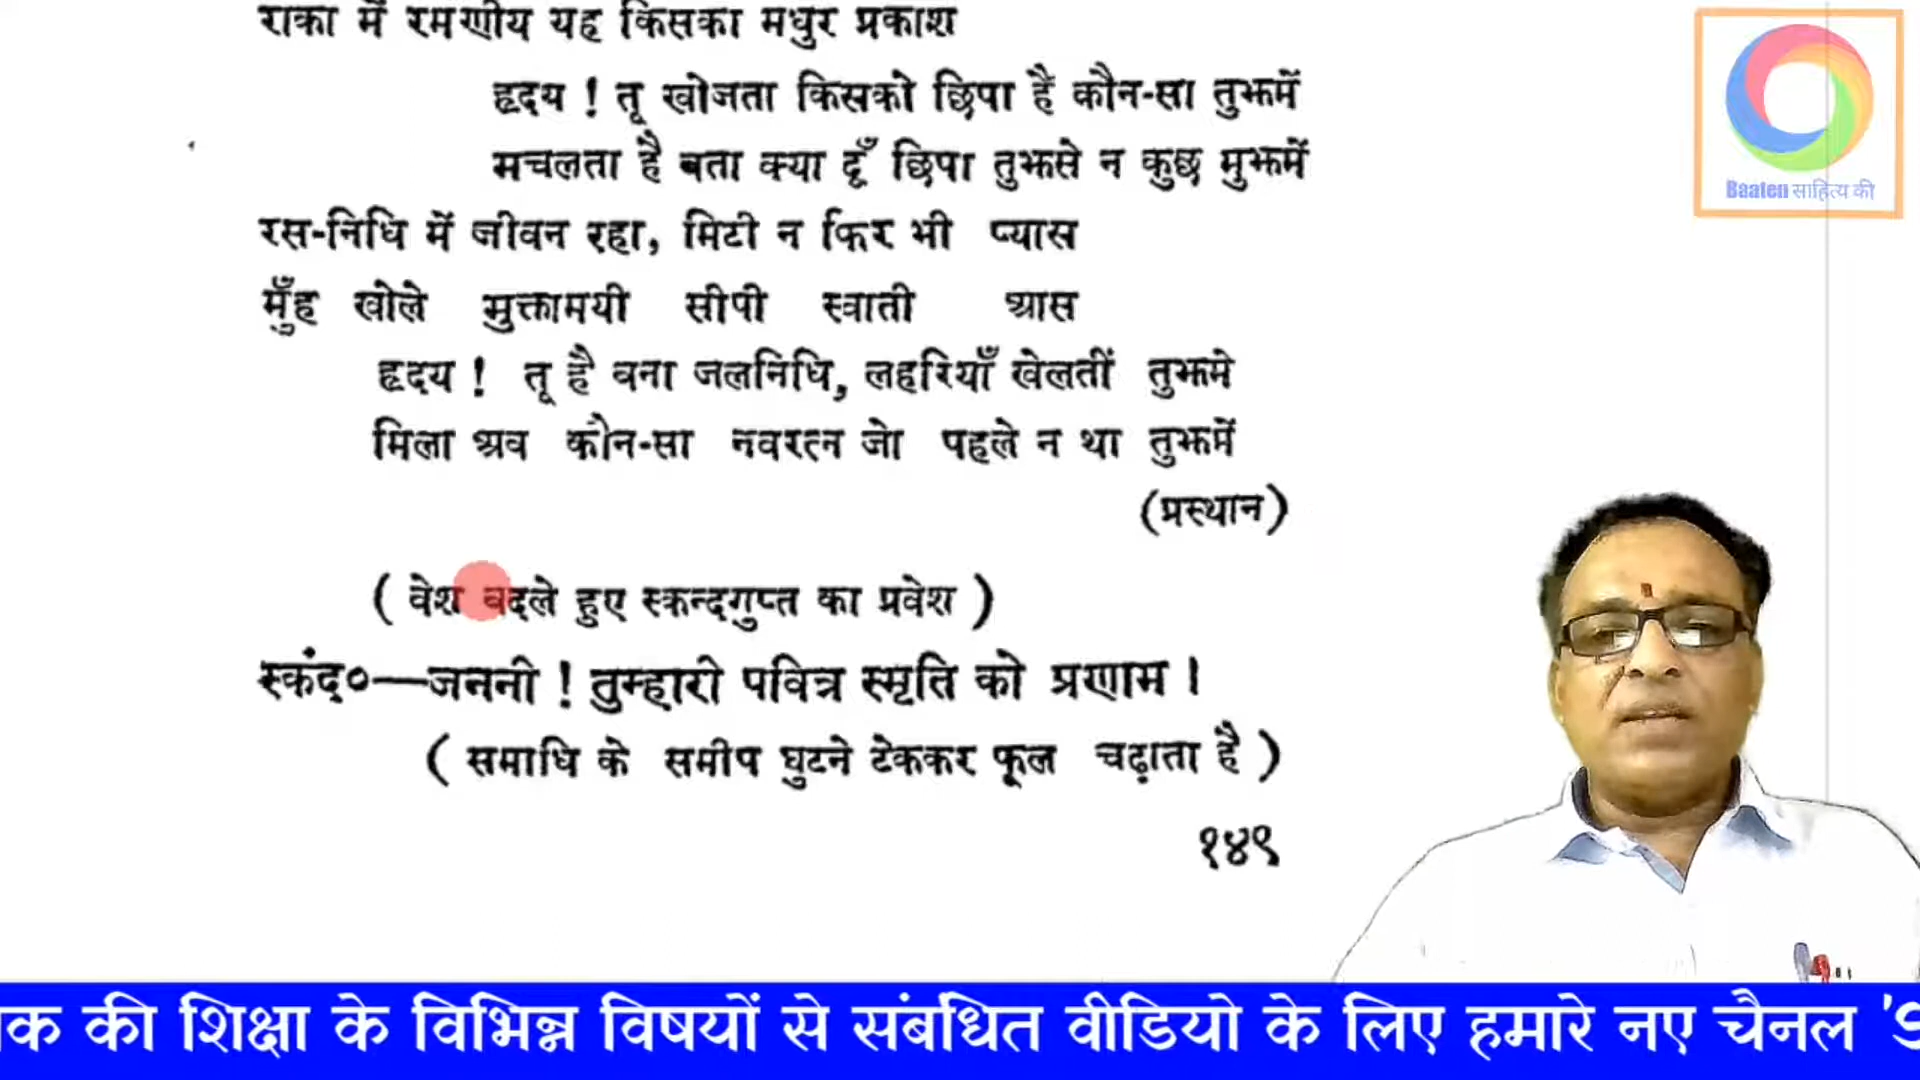 राका में रमणीय यह किसका मधुर प्रकाश
हृदय ! तू खोजता किसको छिपा है कौन-सा तुझमें
मचलता है बता क्या दूँ छिपा तुझसे न कुछ मुझमें
रस-निधि में जीवन रहा, मिटी न फिर भी प्यास
मुँह खोले मुक्तामयी सीपी स्वाती आस
हृदय ! तू है बना जलनिधि, लहरियाँ खेलतीं तुझमे
मिला अब कौन-सा नवरत्न जो पहले न था तुझमें
(प्रस्थान)
( वेश बदले हुए स्कन्दगुप्त का प्रवेश )
स्कंद०—जननी ! तुम्हारी पवित्र स्मृति को प्रणाम ।
( समाधि के समीप घुटने टेककर फूल चढ़ाता है )
१४९
Baaten साहित्य की
क की शिक्षा के विभिन्न विषयों से संबंधित वीडियो के लिए हमारे नए चैनल '